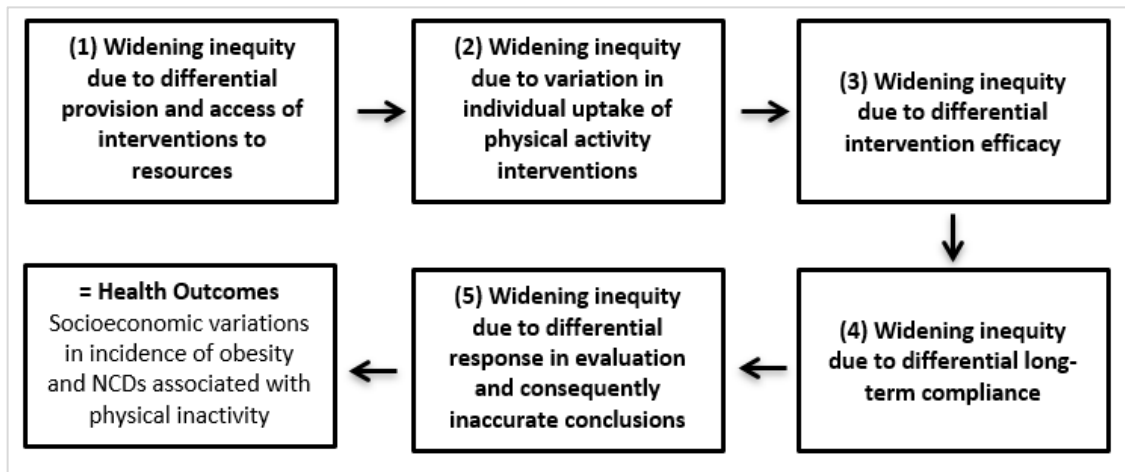 (1) Widening inequity
due to differential
provision and access of
interventions to
resources
(2) Widening inequity
due to variation in
individual uptake of
physical activity
interventions
(3) Widening inequity
due to differential
intervention efficacy
(4) Widening inequity
due to differential long-
term compliance
(5) Widening inequity
due to differential
response in evaluation
and consequently
inaccurate conclusions
= Health Outcomes
Socioeconomic variations
in incidence of obesity
and NCDs associated with
physical inactivity